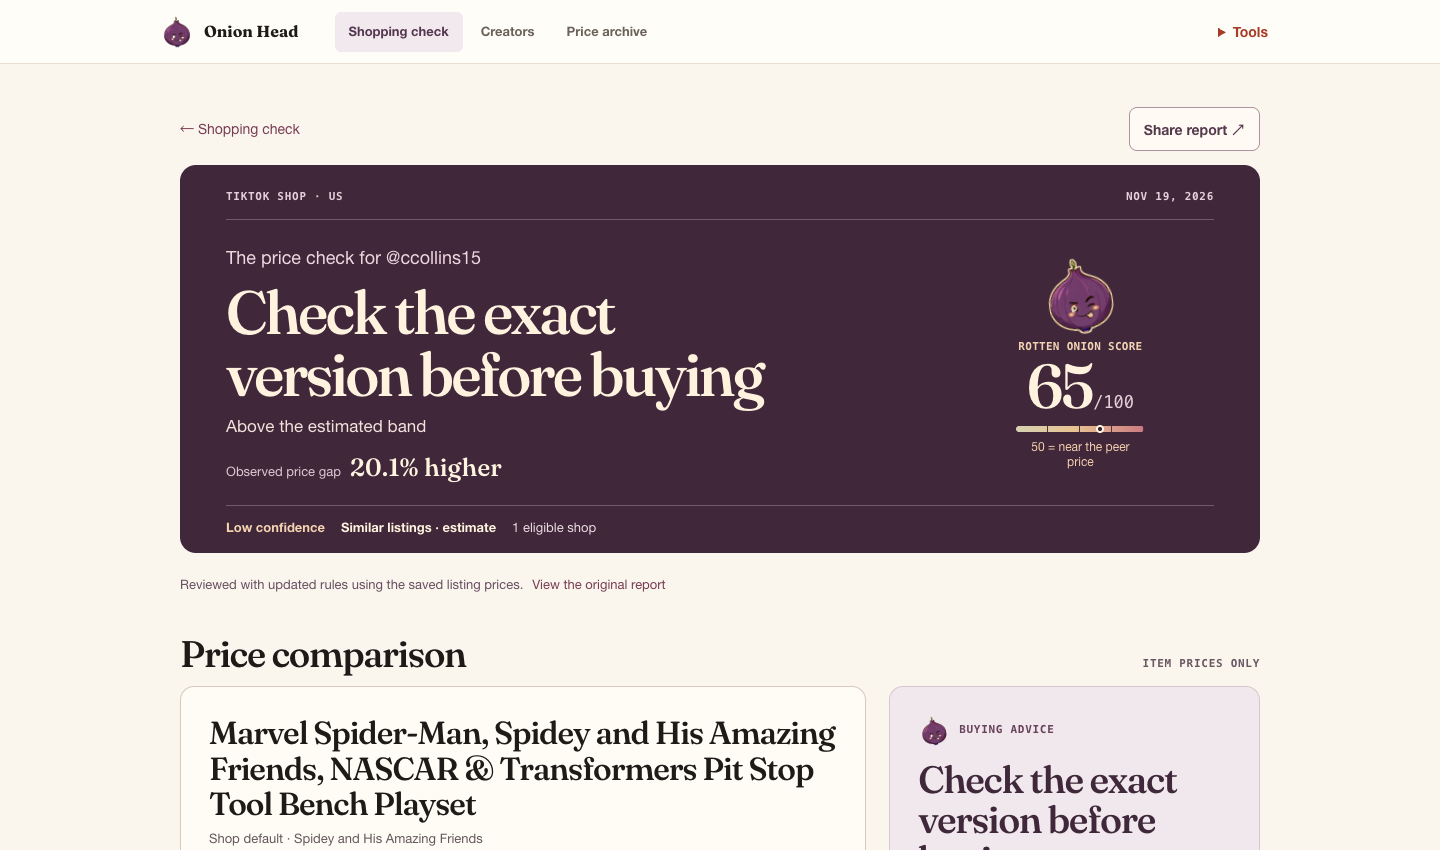 Onion Head
Shopping check
Creators
Price archive
▶ Tools
← Shopping check
Share report ↗
TIKTOK SHOP · US
NOV 19, 2026
The price check for @ccollins15
Check the exact
version before buying
Above the estimated band
Observed price gap 20.1% higher
ROTTEN ONION SCORE
65/100
50 = near the peer
price
Low confidence Similar listings · estimate 1 eligible shop
Reviewed with updated rules using the saved listing prices. View the original report
Price comparison
ITEM PRICES ONLY
Marvel Spider-Man, Spidey and His Amazing
Friends, NASCAR & Transformers Pit Stop
Tool Bench Playset
Shop default · Spidey and His Amazing Friends
BUYING ADVICE
Check the exact
version before